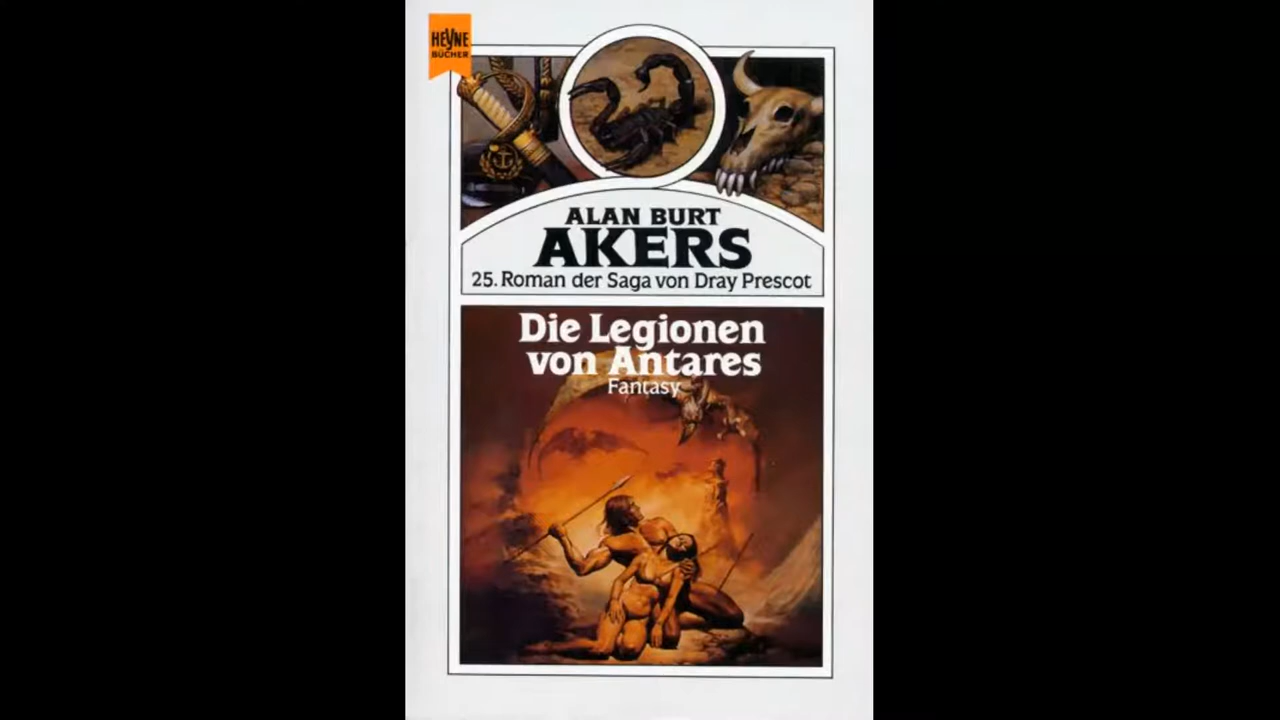 HEYNE
BÜCHER
ALAN BURT
AKERS
25. Roman der Saga von Dray Prescot
Die Legionen
von Antares
Fantasy